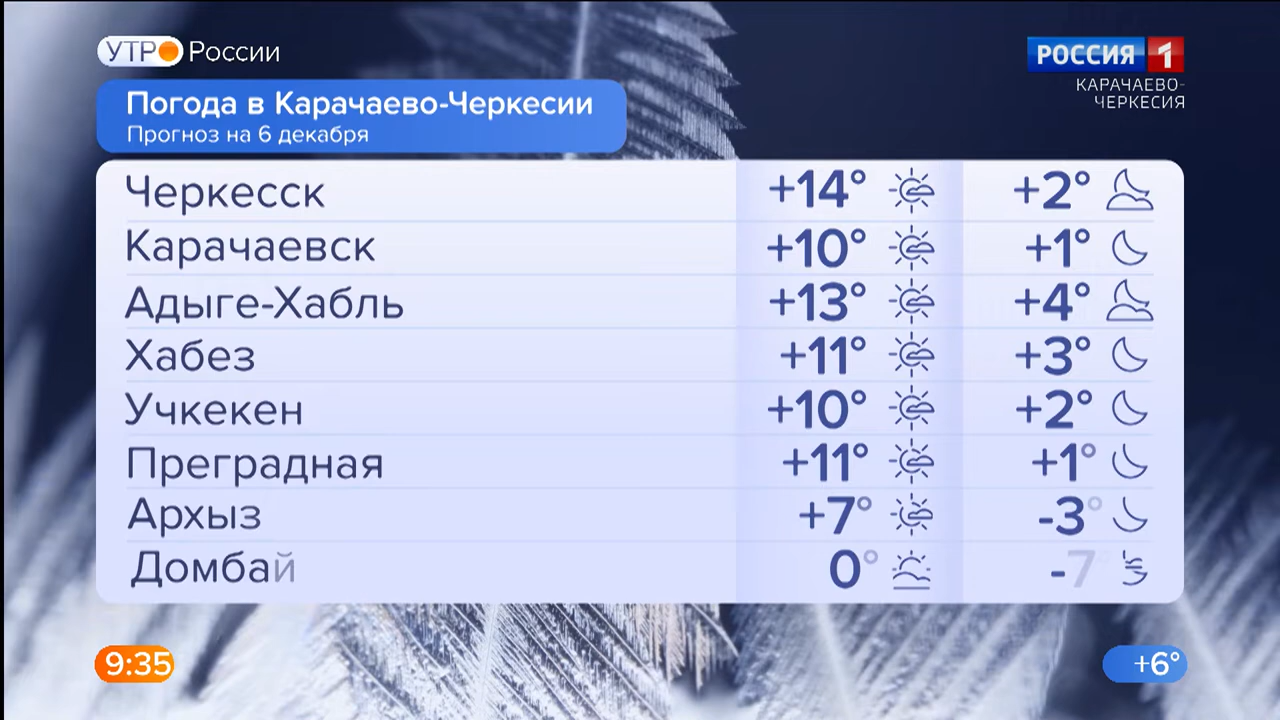 УТРО России
РОССИЯ 1
КАРАЧАЕВО-
ЧЕРКЕСИЯ
Погода в Карачаево-Черкесии
Прогноз на 6 декабря
Черкесск +14° +2°
Карачаевск +10° +1°
Адыге-Хабль +13° +4°
Хабез +11° +3°
Учкекен +10° +2°
Преградная +11° +1°
Архыз +7° -3°
Домбай 0° -7°
9:35 +6°